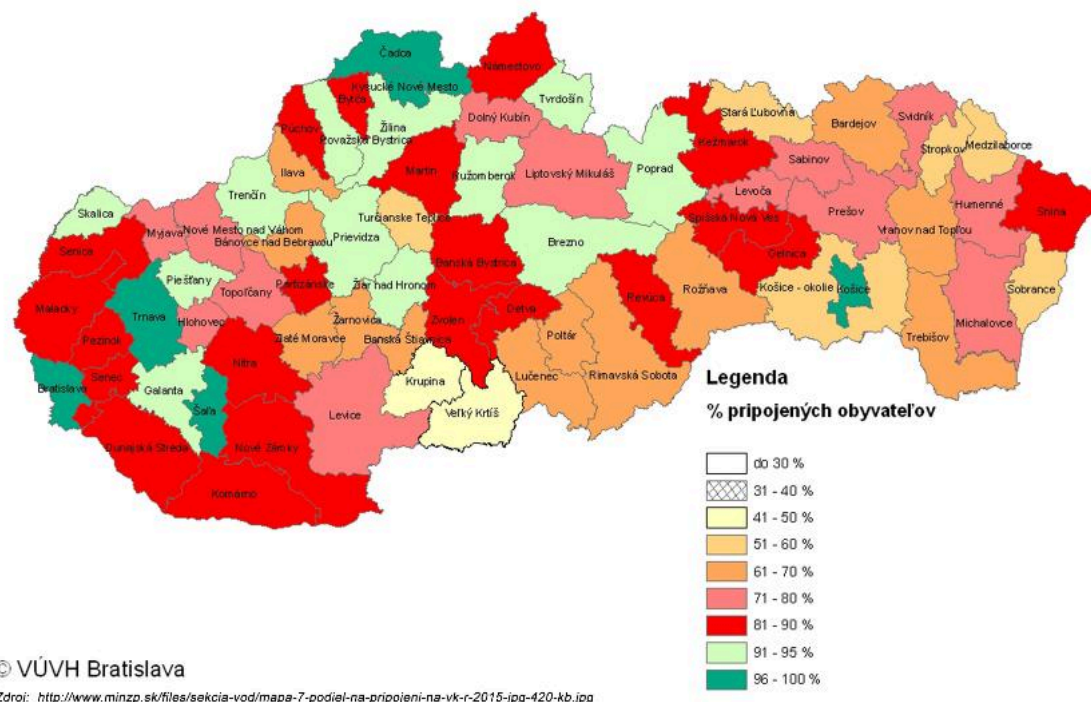 Čadca
Námestovo
Kysucké Nové Mesto
Bytča
Tvrdošín
Stará Ľubovňa
Svidník
Bardejov
Dolný Kubín
Púchov
Žilina
Považská Bystrica
Kežmarok
Stropkov
Medzilaborce
Sabinov
Ilava
Martin
Ružomberok
Liptovský Mikuláš
Poprad
Levoča
Humenné
Snina
Trenčín
Prešov
Skalica
Turčianske Teplice
Spišská Nová Ves
Nové Mesto nad Váhom
Myjava
Vranov nad Topľou
Bánovce nad Bebravou
Prievidza
Brezno
Senica
Gelnica
Banská Bystrica
Piešťany
Partizánske
Žiar nad Hronom
Košice - okolie
Košice
Sobrance
Topoľčany
Revúca
Rožňava
Malacky
Trnava
Hlohovec
Žarnovica
Zvolen
Detva
Michalovce
Pezinok
Zlaté Moravce
Banská Štiavnica
Poltár
Trebišov
Nitra
Senec
Bratislava
Galanta
Krupina
Lučenec
Rimavská Sobota
Šaľa
Levice
Veľký Krtíš
Dunajská Streda
Nové Zámky
Komárno
Legenda
% pripojených obyvateľov
do 30 %
31 - 40 %
41 - 50 %
51 - 60 %
61 - 70 %
71 - 80 %
81 - 90 %
91 - 95 %
96 - 100 %
© VÚVH Bratislava
Zdroj: http://www.minzp.sk/files/sekcia-vod/mapa-7-podiel-na-pripojeni-na-vk-r-2015-jpg-420-kb.jpg